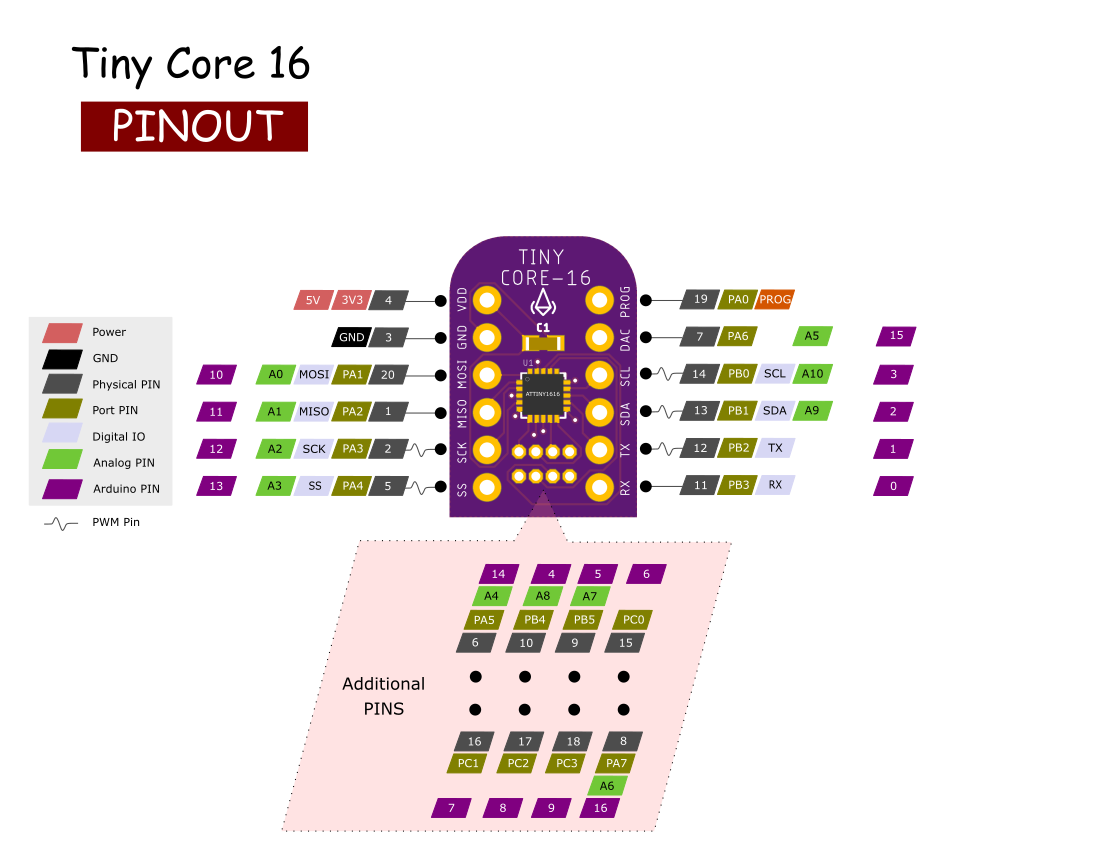 Tiny Core 16
PINOUT
TINY
CORE-16
C1
U1
ATTINY1616
VDD
GND
MOSI
MISO
SCK
SS
PROG
DAC
SCL
SDA
TX
RX
5V 3V3 4
GND 3
10 A0 MOSI PA1 20
11 A1 MISO PA2 1
12 A2 SCK PA3 2
13 A3 SS PA4 5
19 PA0 PROG
7 PA6 A5 15
14 PB0 SCL A10 3
13 PB1 SDA A9 2
12 PB2 TX 1
11 PB3 RX 0
Power
GND
Physical PIN
Port PIN
Digital IO
Analog PIN
Arduino PIN
PWM Pin
14 4 5 6
A4 A8 A7
PA5 PB4 PB5 PC0
6 10 9 15
Additional
PINS
16 17 18 8
PC1 PC2 PC3 PA7
A6
7 8 9 16